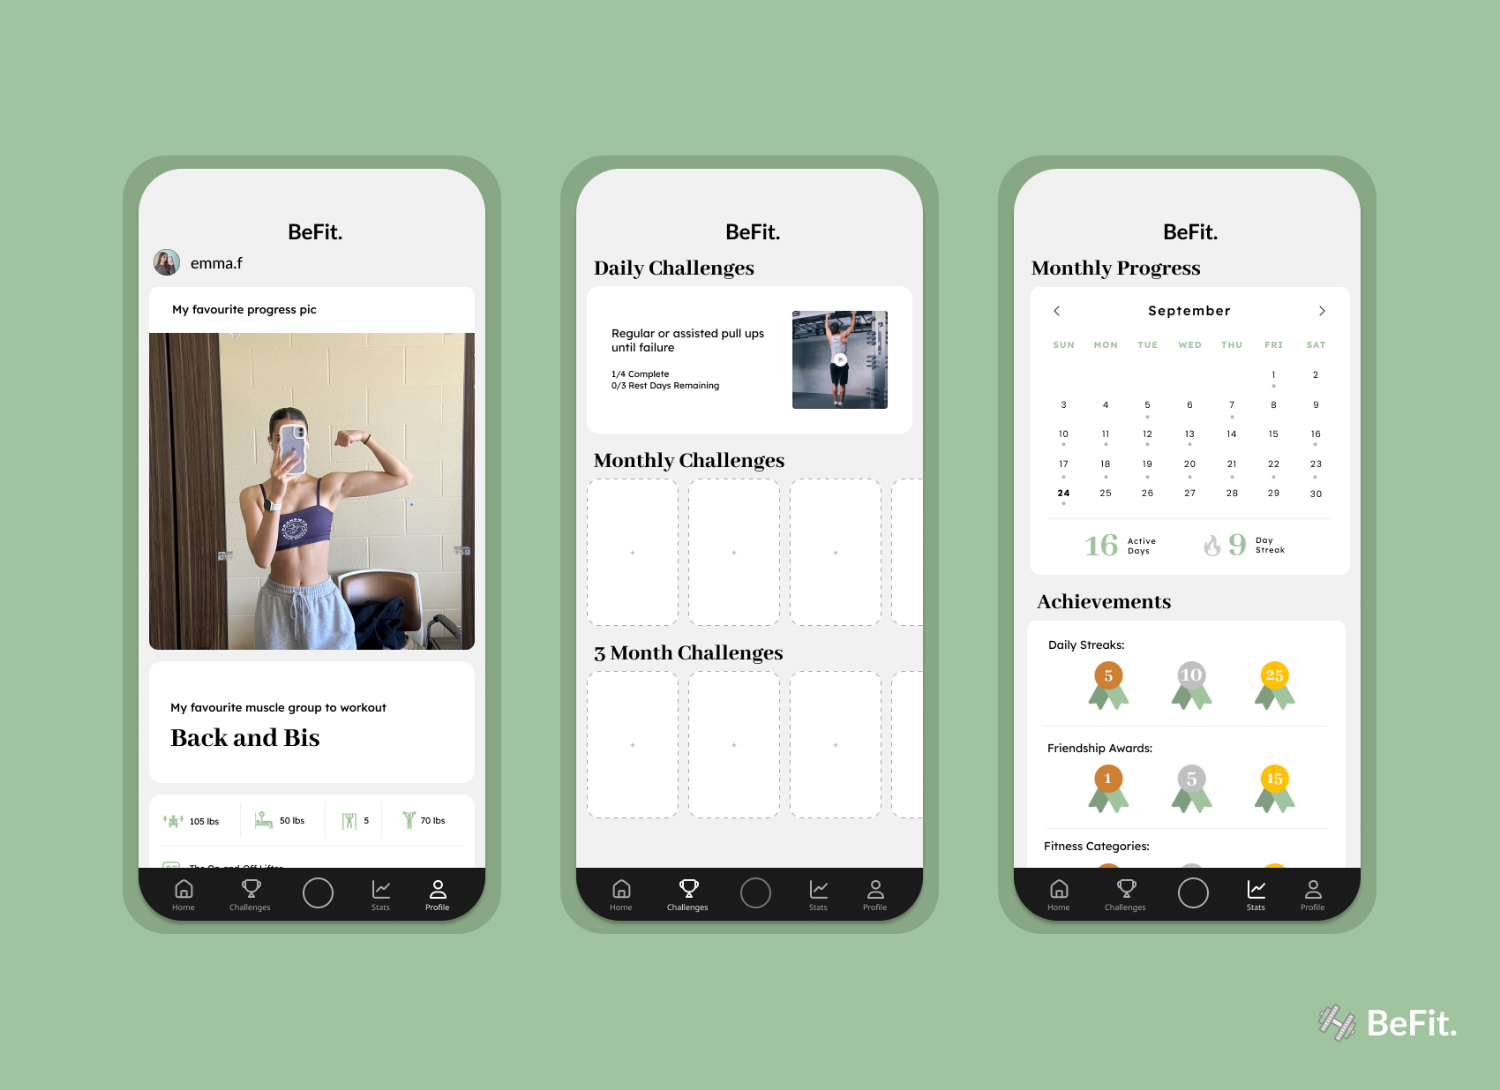 BeFit.
emma.f
My favourite progress pic
My favourite muscle group to workout
Back and Bis
105 lbs
50 lbs
5
70 lbs
The On-and-Off Lifter
Home
Challenges
Stats
Profile
BeFit.
Daily Challenges
Regular or assisted pull ups
until failure
1/4 Complete
0/3 Rest Days Remaining
Monthly Challenges
+ + +
3 Month Challenges
+ + +
Home
Challenges
Stats
Profile
BeFit.
Monthly Progress
September
SUN MON TUE WED THU FRI SAT
1 2
3 4 5 6 7 8 9
10 11 12 13 14 15 16
17 18 19 20 21 22 23
24 25 26 27 28 29 30
16 Active
Days
9 Day
Streak
Achievements
Daily Streaks:
5 10 25
Friendship Awards:
1 5 15
Fitness Categories:
Home
Challenges
Stats
Profile
BeFit.